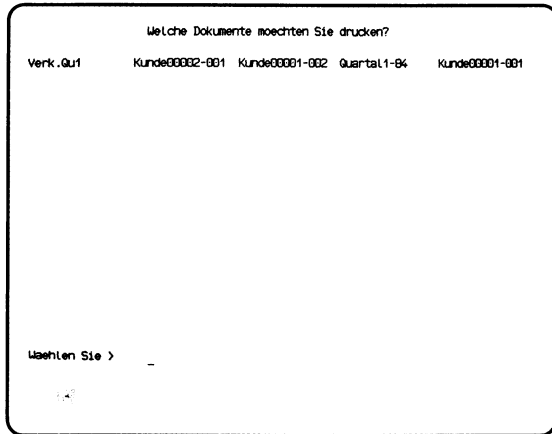 Welche Dokumente moechten Sie drucken?
Verk.Qu1 Kunde00002-001 Kunde00001-002 Quartal1-84 Kunde00001-001
Waehlen Sie > _